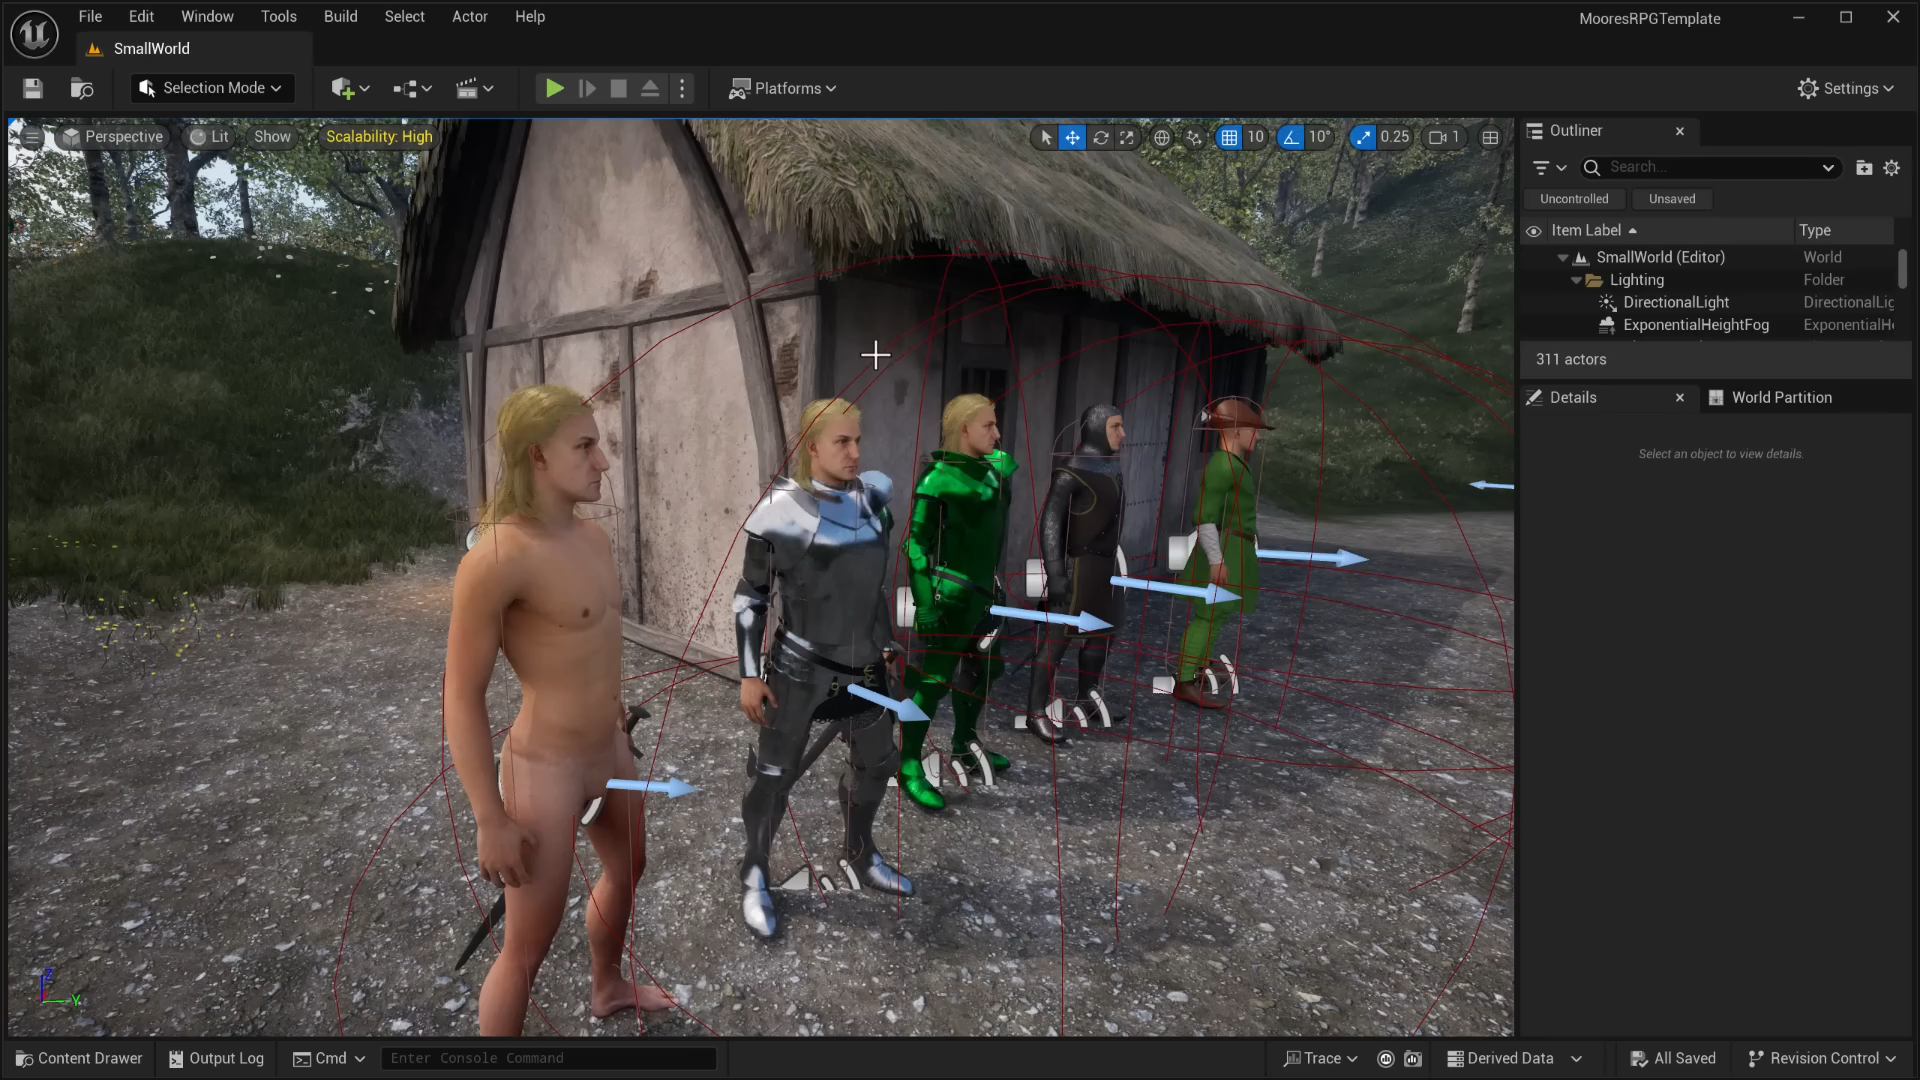 File Edit Window Tools Build Select Actor Help
MooresRPGTemplate
SmallWorld
Selection Mode
Platforms
Settings
Perspective Lit Show Scalability: High
10 10° 0.25 1
Outliner
Search...
Uncontrolled Unsaved
Item Label Type
SmallWorld (Editor) World
Lighting Folder
DirectionalLight DirectionalLig
ExponentialHeightFog ExponentialHe
311 actors
Details World Partition
Select an object to view details.
Z
Y
Content Drawer Output Log Cmd Enter Console Command
Trace Derived Data All Saved Revision Control